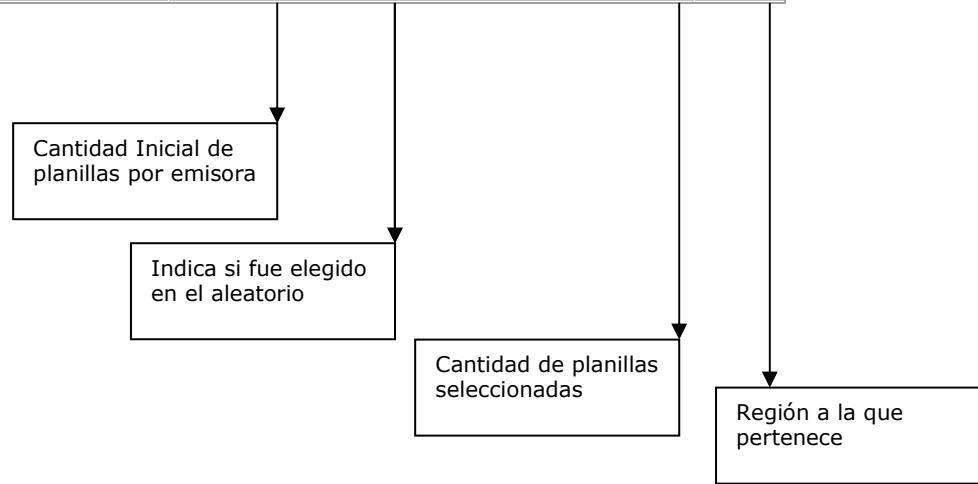 Cantidad Inicial de
planillas por emisora
Indica si fue elegido
en el aleatorio
Cantidad de planillas
seleccionadas
Región a la que
pertenece